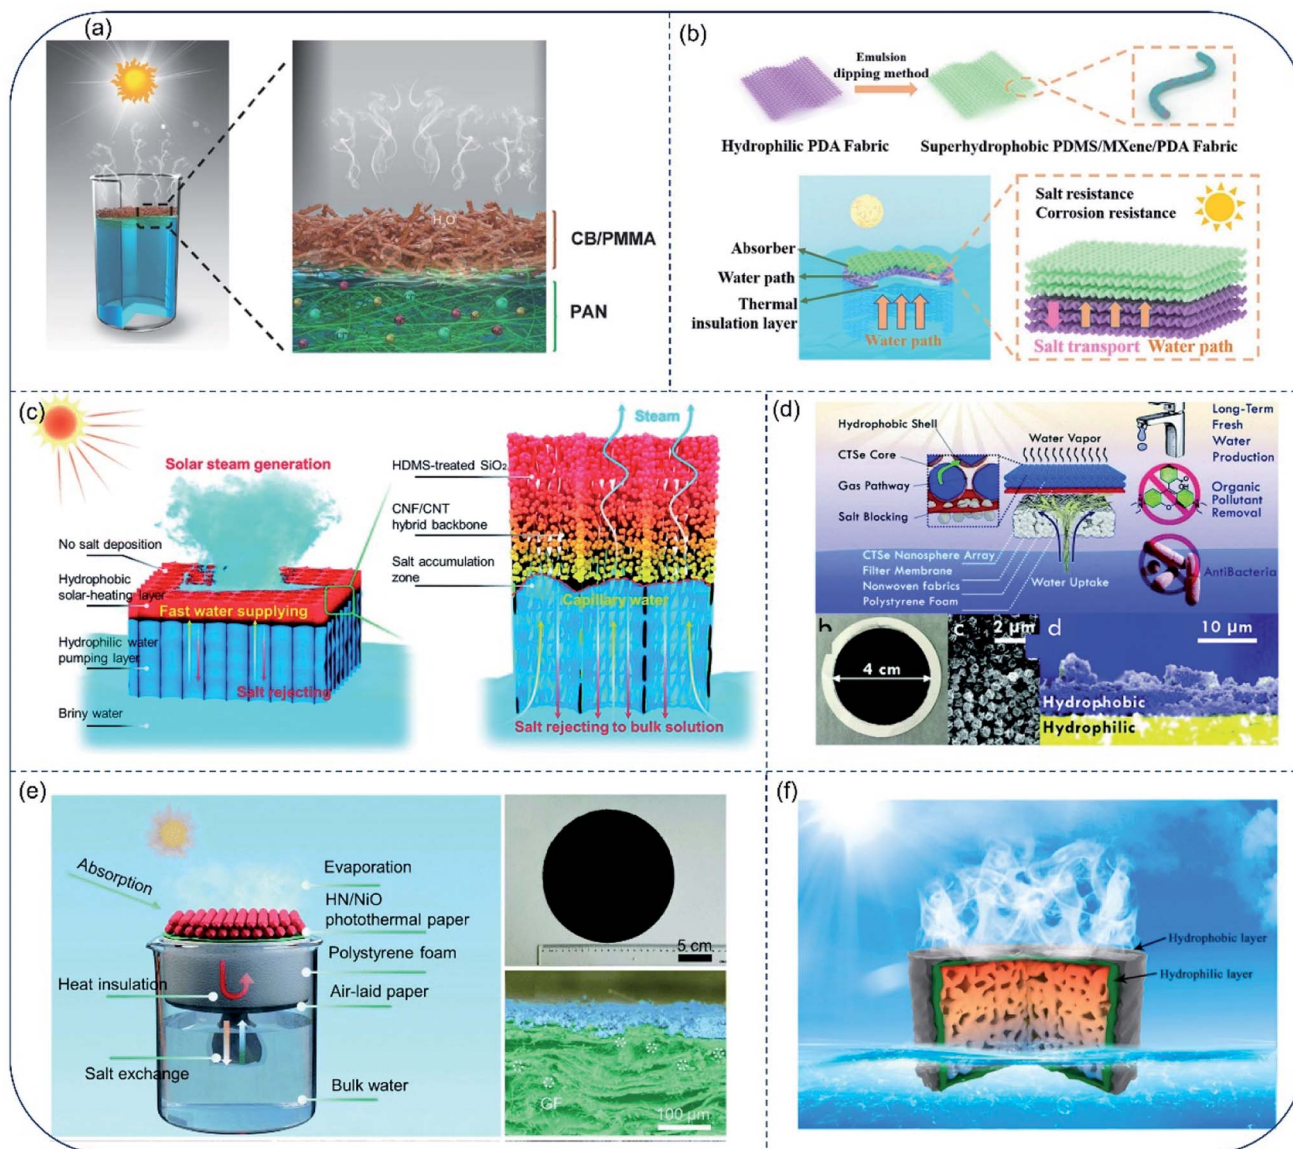 (a)
H₂O
CB/PMMA
PAN
(b)
Emulsion
dipping method
Hydrophilic PDA Fabric
Superhydrophobic PDMS/MXene/PDA Fabric
Absorber
Water path
Thermal
insulation layer
Water path
Salt resistance
Corrosion resistance
Salt transport
Water path
(c)
Solar steam generation
No salt deposition
Hydrophobic
solar-heating layer
Fast water supplying
Hydrophilic water
pumping layer
Salt rejecting
Briny water
Steam
HDMS-treated SiO₂
CNF/CNT
hybrid backbone
Salt accumulation
zone
Capillary water
Salt rejecting to bulk solution
(d)
Hydrophobic Shell
CTSe Core
Gas Pathway
Salt Blocking
Water Vapor
CTSe Nanosphere Array
Filter Membrane
Nonwoven fabrics
Polystyrene Foam
Water Uptake
Long-Term
Fresh
Water
Production
Organic
Pollutant
Removal
AntiBacteria
b
4 cm
c
2 μm
d
10 μm
Hydrophobic
Hydrophilic
(e)
Absorption
Evaporation
HN/NiO
photothermal paper
Polystyrene foam
Heat insulation
Air-laid paper
Salt exchange
Bulk water
5 cm
GF
100 μm
(f)
Hydrophobic layer
Hydrophilic layer